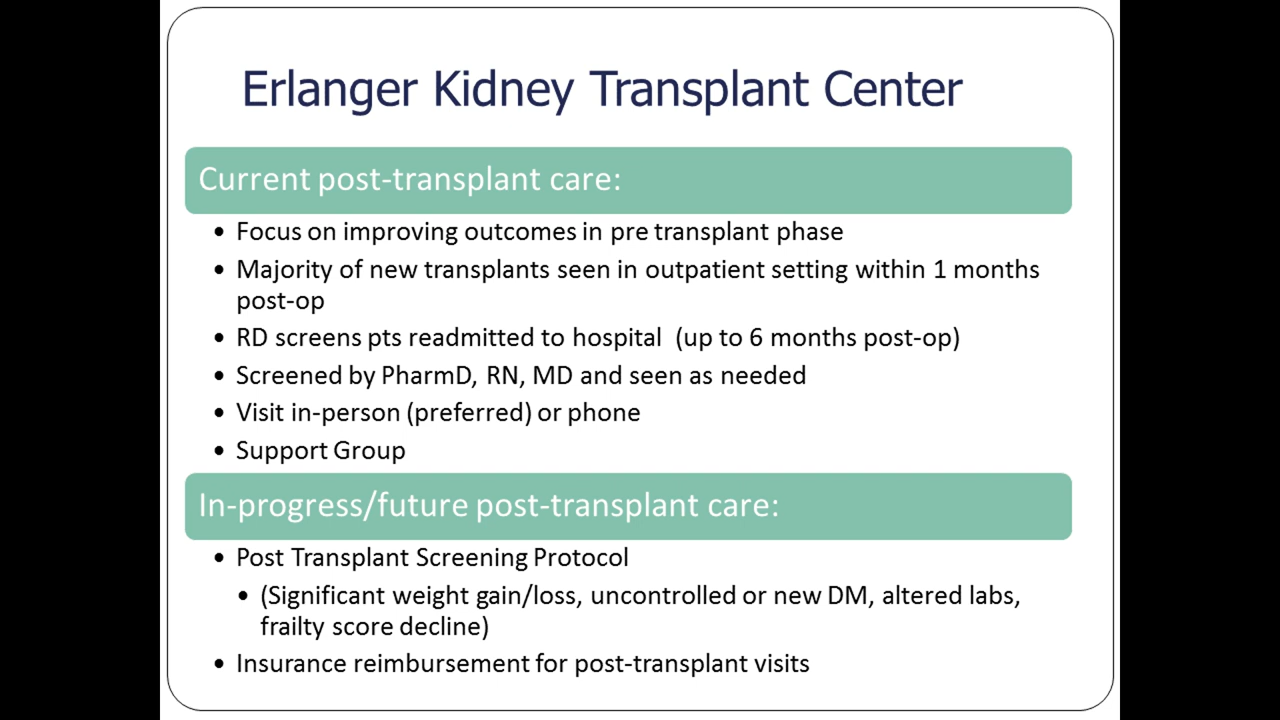 Erlanger Kidney Transplant Center
Current post-transplant care:
• Focus on improving outcomes in pre transplant phase
• Majority of new transplants seen in outpatient setting within 1 months
post-op
• RD screens pts readmitted to hospital  (up to 6 months post-op)
• Screened by PharmD, RN, MD and seen as needed
• Visit in-person (preferred) or phone
• Support Group
In-progress/future post-transplant care:
• Post Transplant Screening Protocol
• (Significant weight gain/loss, uncontrolled or new DM, altered labs,
frailty score decline)
• Insurance reimbursement for post-transplant visits